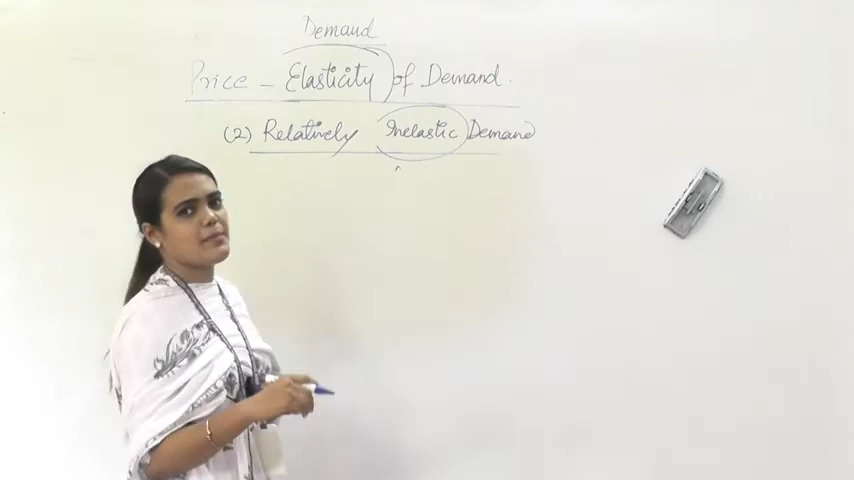 Demand
Price - Elasticity of Demand.
(2) Relatively Inelastic Demand